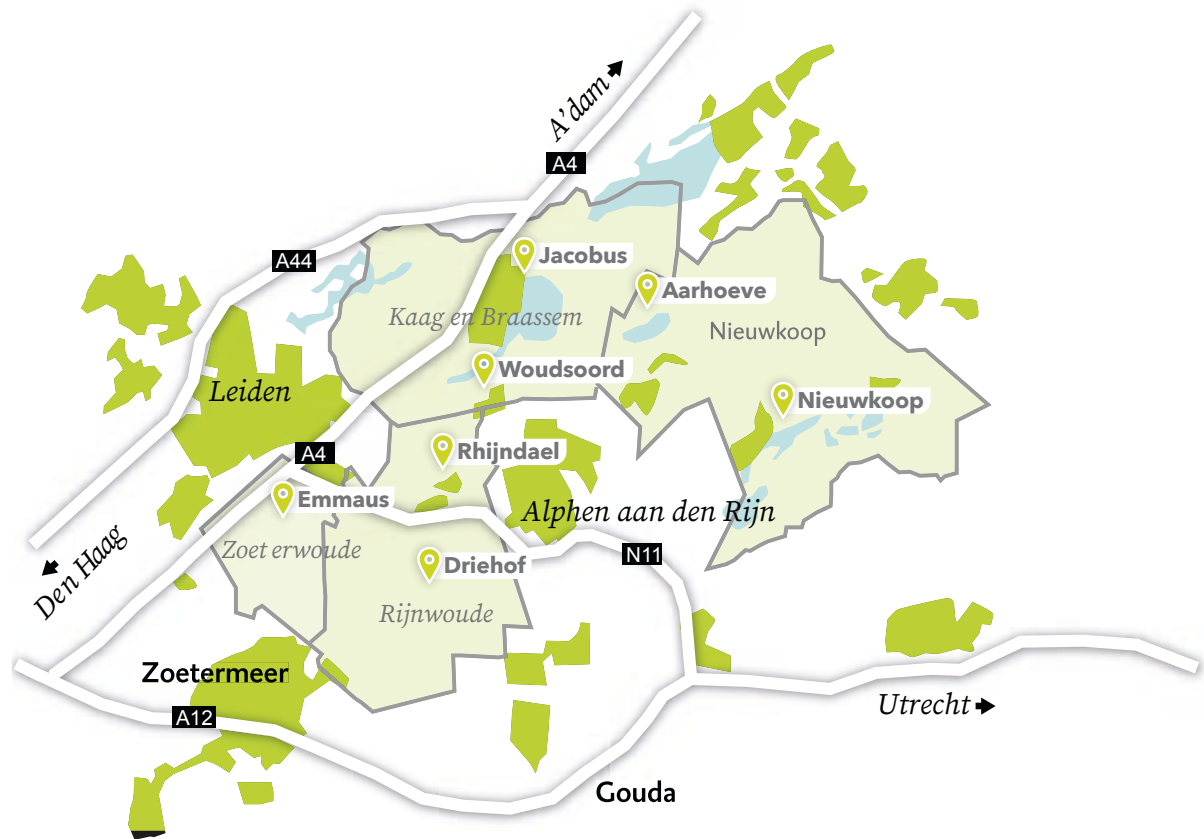 A'dam
A4
A44
Jacobus
Aarhoeve
Kaag en Braassem
Nieuwkoop
Woudsoord
Leiden
Nieuwkoop
A4
Rhijndael
Emmaus
Alphen aan den Rijn
Zoet erwoude
N11
Driehof
Den Haag
Rijnwoude
Zoetermeer
Utrecht
A12
Gouda